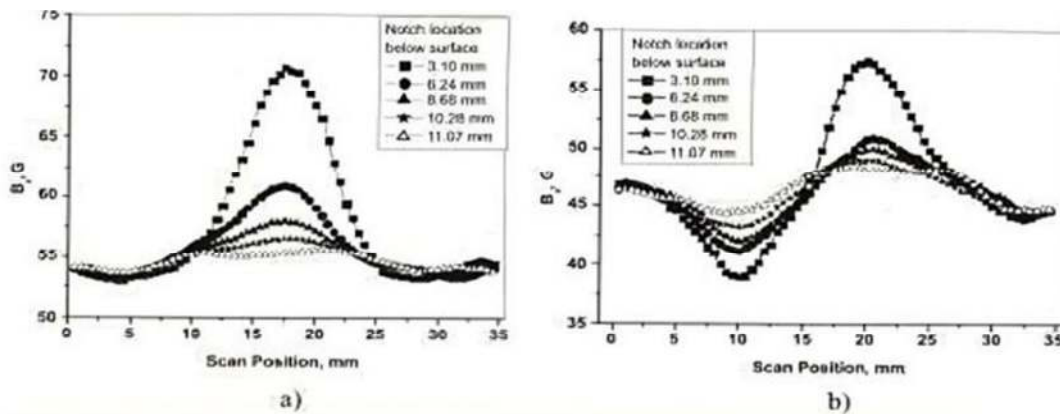 75
70
65
60
55
50
0 5 10 15 20 25 30 35
Scan Position, mm
Notch location
below surface
3.10 mm
6.24 mm
8.68 mm
10.28 mm
11.07 mm
a)
60
55
50
45
40
35
0 5 10 15 20 25 30 35
Scan Position, mm
Notch location
below surface
3.10 mm
6.24 mm
8.68 mm
10.28 mm
11.07 mm
b)